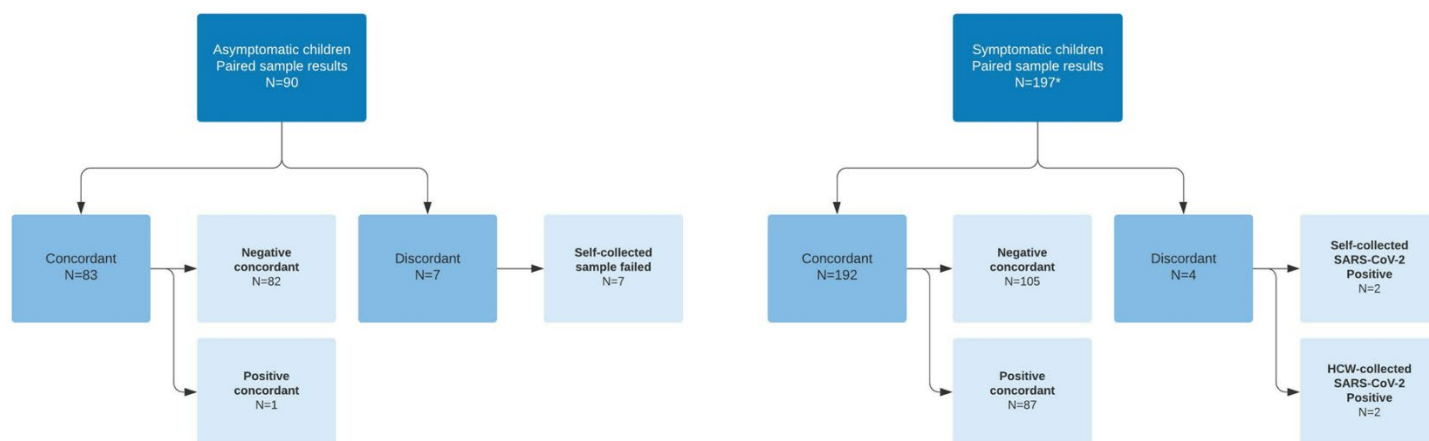 Asymptomatic children
Paired sample results
N=90
Concordant
N=83
Negative
concordant
N=82
Positive
concordant
N=1
Discordant
N=7
Self-collected
sample failed
N=7
Symptomatic children
Paired sample results
N=197*
Concordant
N=192
Negative
concordant
N=105
Positive
concordant
N=87
Discordant
N=4
Self-collected
SARS-CoV-2
Positive
N=2
HCW-collected
SARS-CoV-2
Positive
N=2